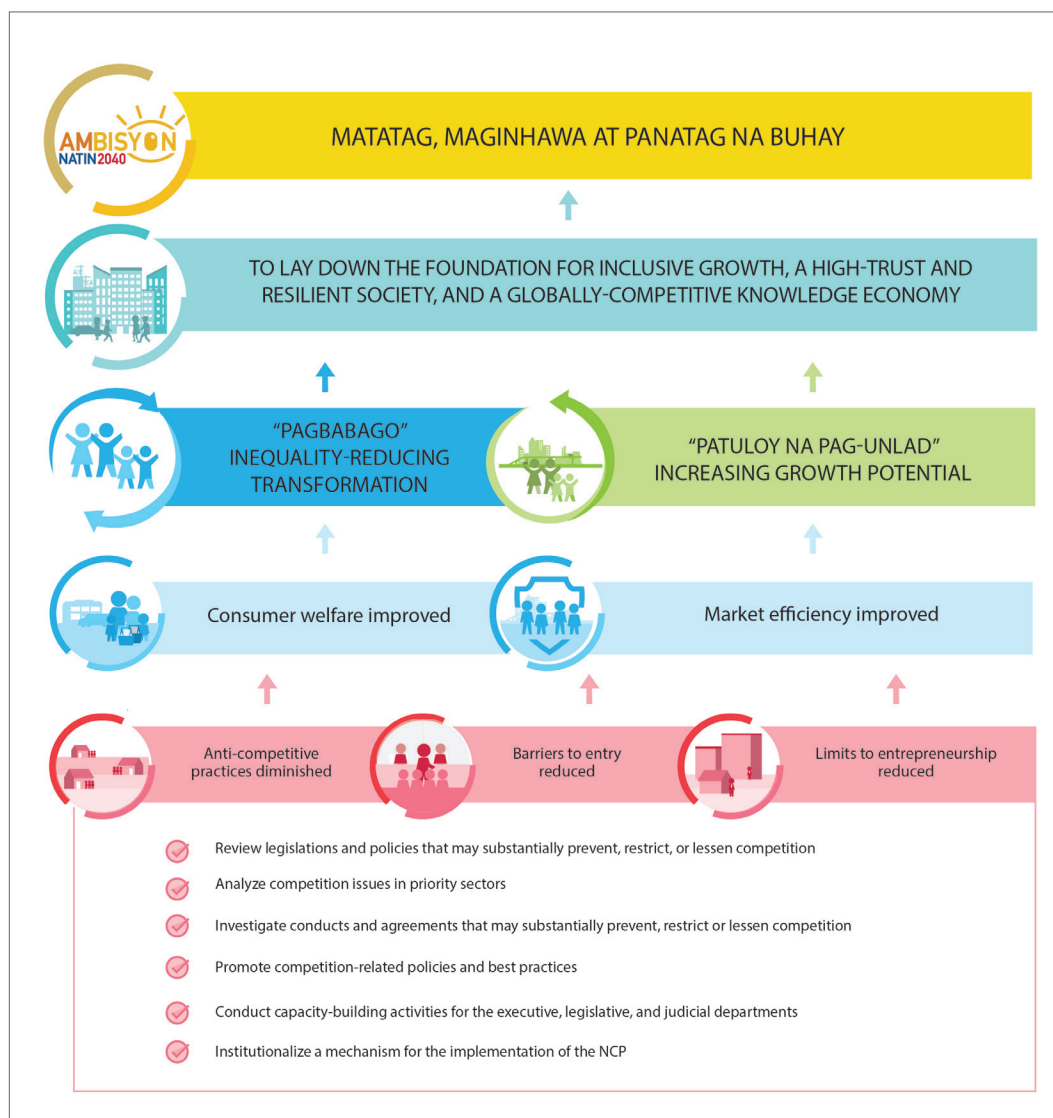 AMBISYON
NATIN2040
MATATAG, MAGINHAWA AT PANATAG NA BUHAY
TO LAY DOWN THE FOUNDATION FOR INCLUSIVE GROWTH, A HIGH-TRUST AND
RESILIENT SOCIETY, AND A GLOBALLY-COMPETITIVE KNOWLEDGE ECONOMY
“PAGBABAGO”
INEQUALITY-REDUCING
TRANSFORMATION
“PATULOY NA PAG-UNLAD”
INCREASING GROWTH POTENTIAL
Consumer welfare improved
Market efficiency improved
Anti-competitive
practices diminished
Barriers to entry
reduced
Limits to entrepreneurship
reduced
Review legislations and policies that may substantially prevent, restrict, or lessen competition
Analyze competition issues in priority sectors
Investigate conducts and agreements that may substantially prevent, restrict or lessen competition
Promote competition-related policies and best practices
Conduct capacity-building activities for the executive, legislative, and judicial departments
Institutionalize a mechanism for the implementation of the NCP